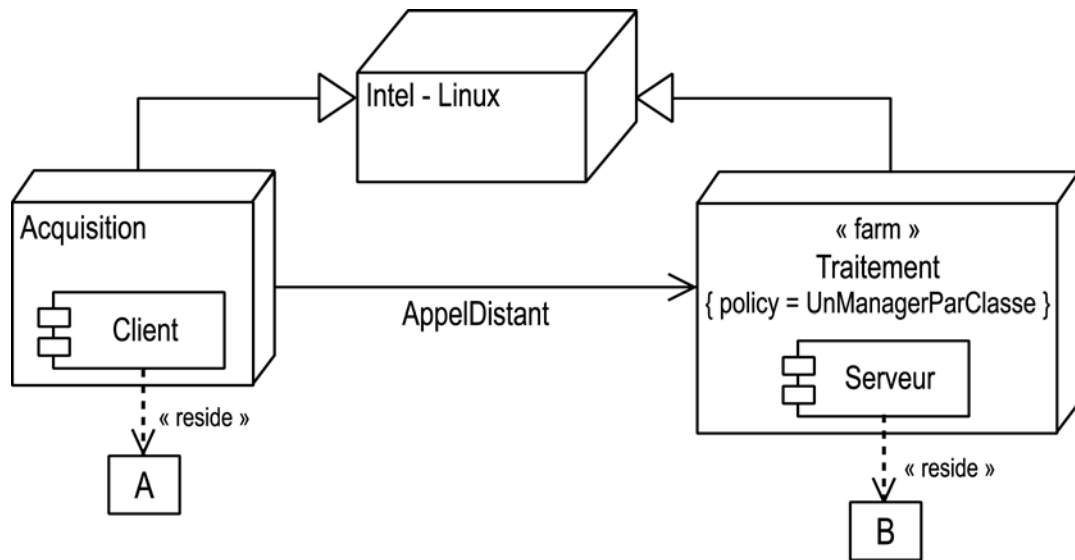 Intel - Linux
Acquisition
Client
« reside »
A
AppelDistant
« farm »
Traitement
{ policy = UnManagerParClasse }
Serveur
« reside »
B